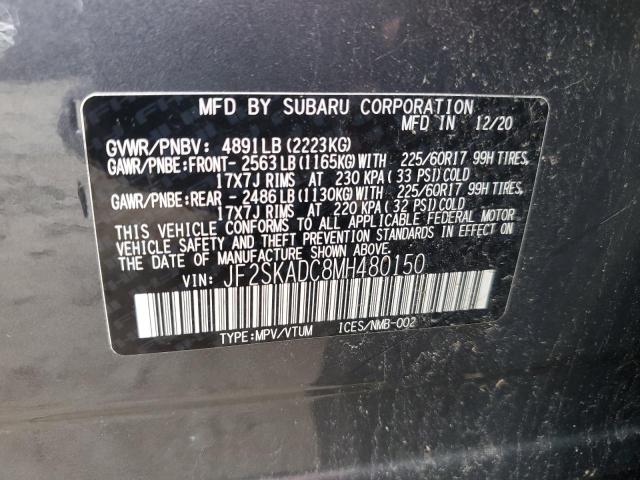 MFD BY SUBARU CORPORATION
MFD IN 12/20
GVWR/PNBV: 4891LB(2223KG)
GAWR/PNBE:FRONT- 2563LB(1165KG)WITH 225/60R17 99H TIRES,
17X7J RIMS AT 230 KPA(33 PSI)COLD
GAWR/PNBE:REAR - 2486LB(1130KG)WITH 225/60R17 99H TIRES,
17X7J RIMS AT 220 KPA(32 PSI)COLD
THIS VEHICLE CONFORMS TO ALL APPLICABLE FEDERAL MOTOR
VEHICLE SAFETY AND THEFT PREVENTION STANDARDS IN EFFECT ON
THE DATE OF MANUFACTURE SHOWN ABOVE.
VIN: JF2SKADC8MH480150
TYPE:MPV/VTUM ICES/NMB-002